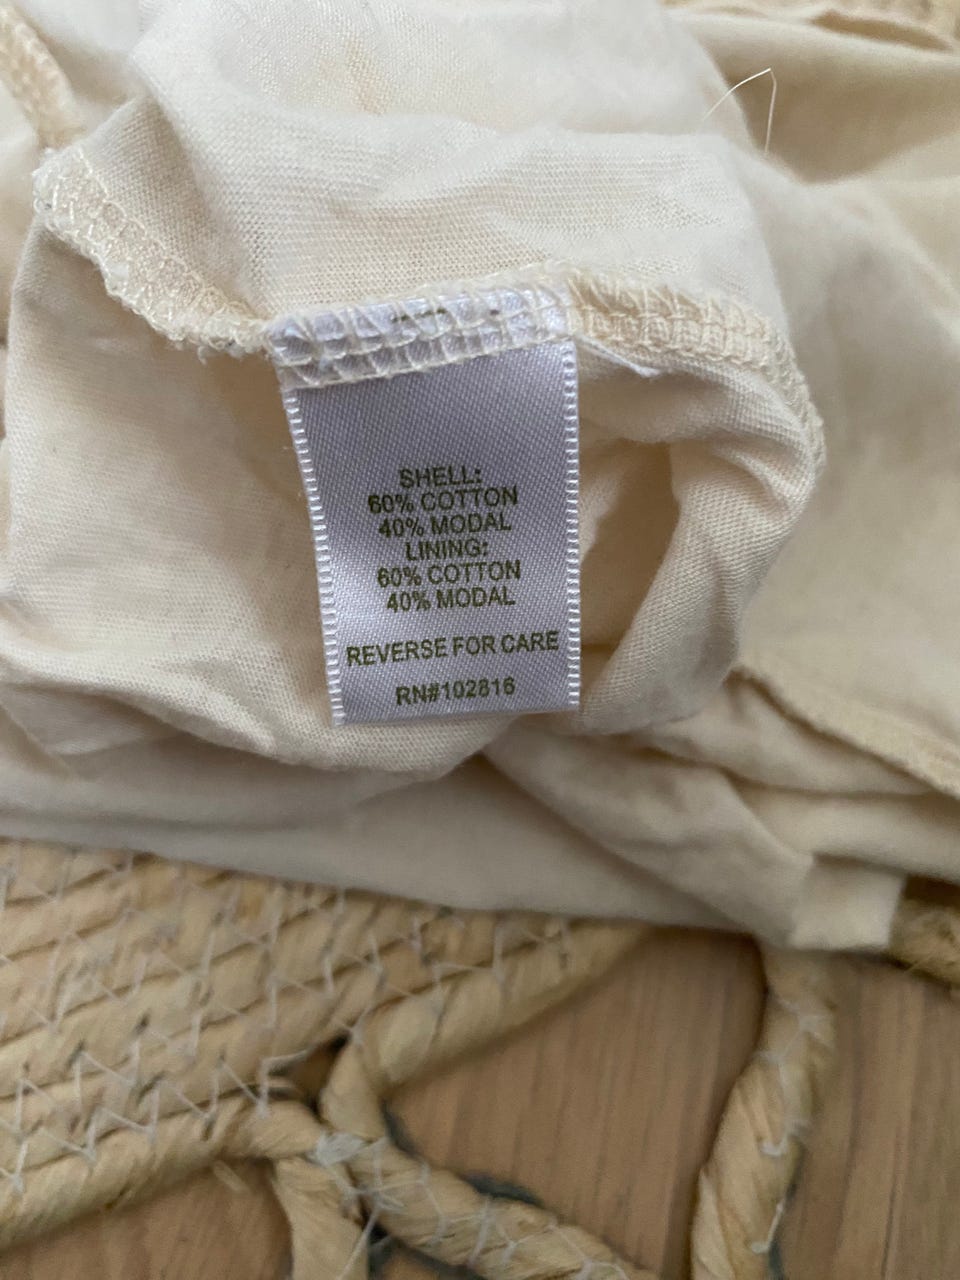 SHELL:
60% COTTON
40% MODAL
LINING:
60% COTTON
40% MODAL
REVERSE FOR CARE
RN#102816